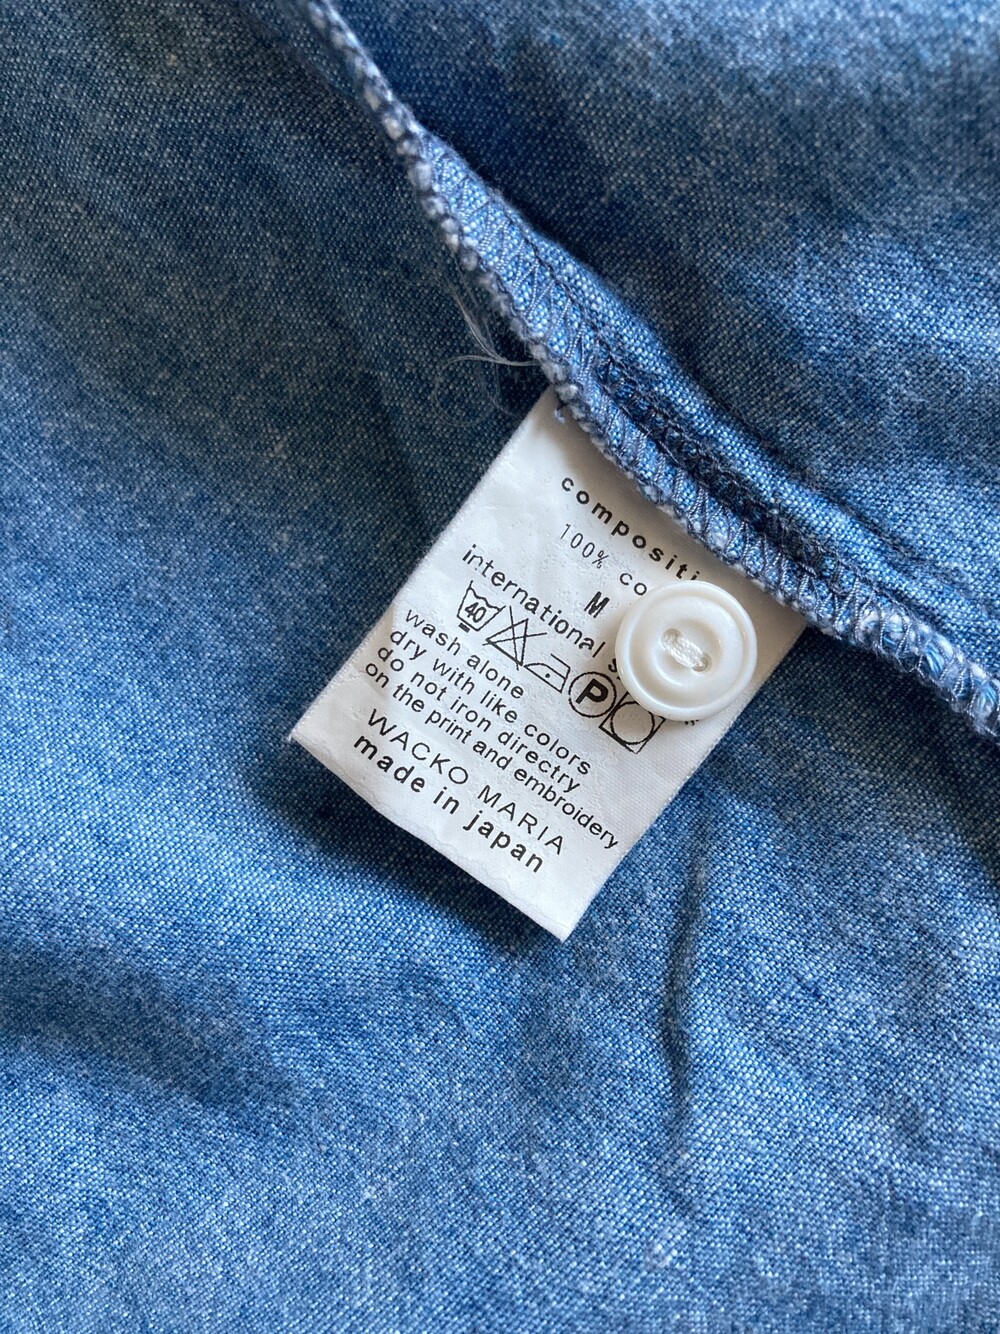 compositi
100% co
M
international s
40 P
wash alone
dry with like colors
do not iron directry
on the print and embroidery
WACKO MARIA
made in japan